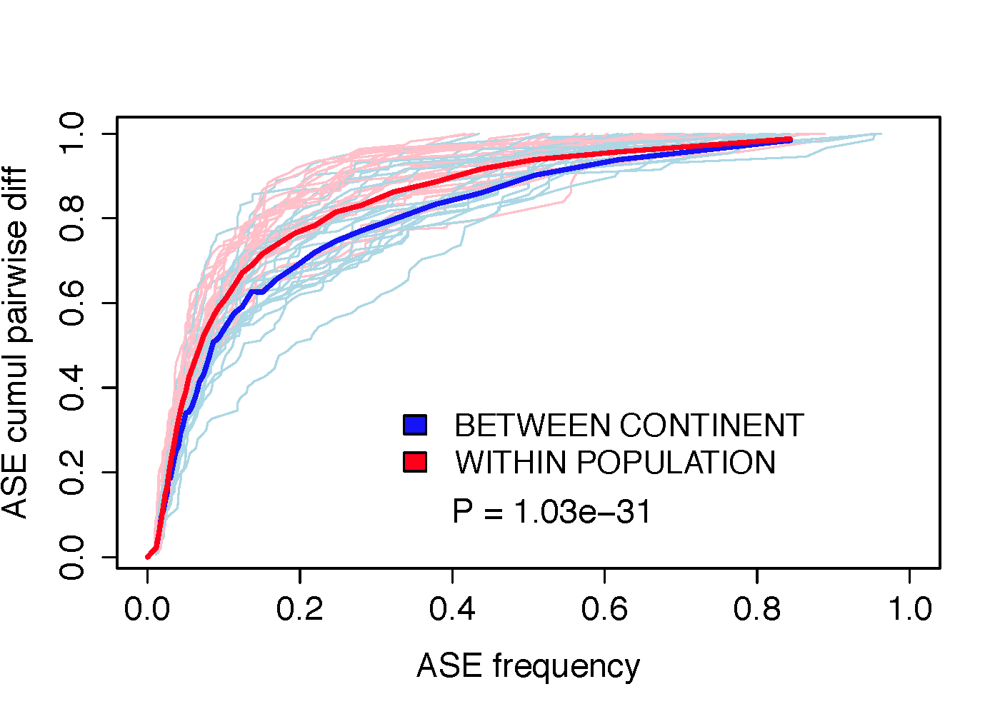 ASE cumul pairwise diff
1.0
0.8
0.6
0.4
0.2
0.0
BETWEEN CONTINENT
WITHIN POPULATION
P = 1.03e−31
0.0 0.2 0.4 0.6 0.8 1.0
ASE frequency